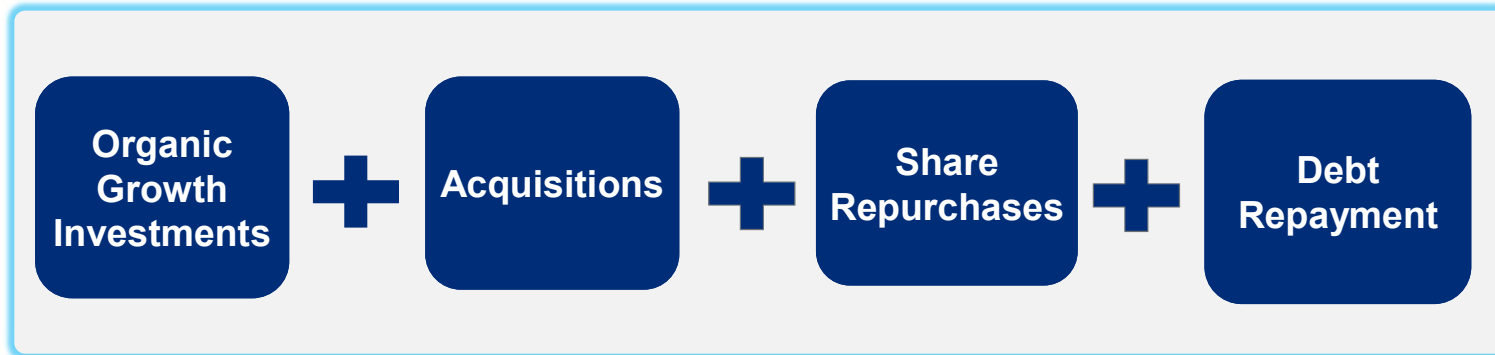 Organic
Growth
Investments
Acquisitions
Share
Repurchases
Debt
Repayment